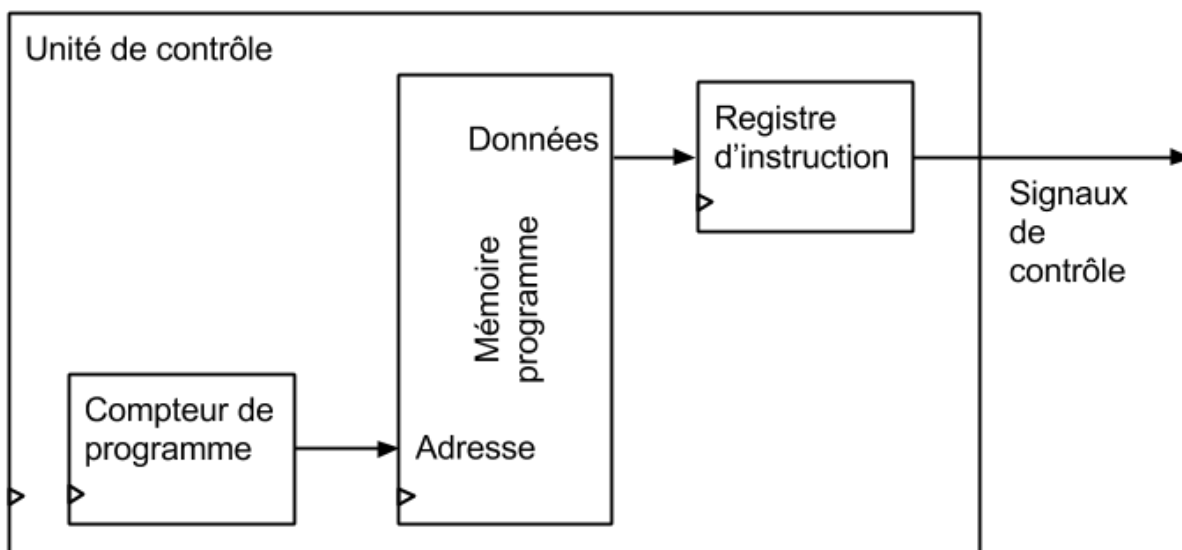 Unité de contrôle
Données
Mémoire
programme
Adresse
Compteur de
programme
Registre
d’instruction
Signaux
de
contrôle